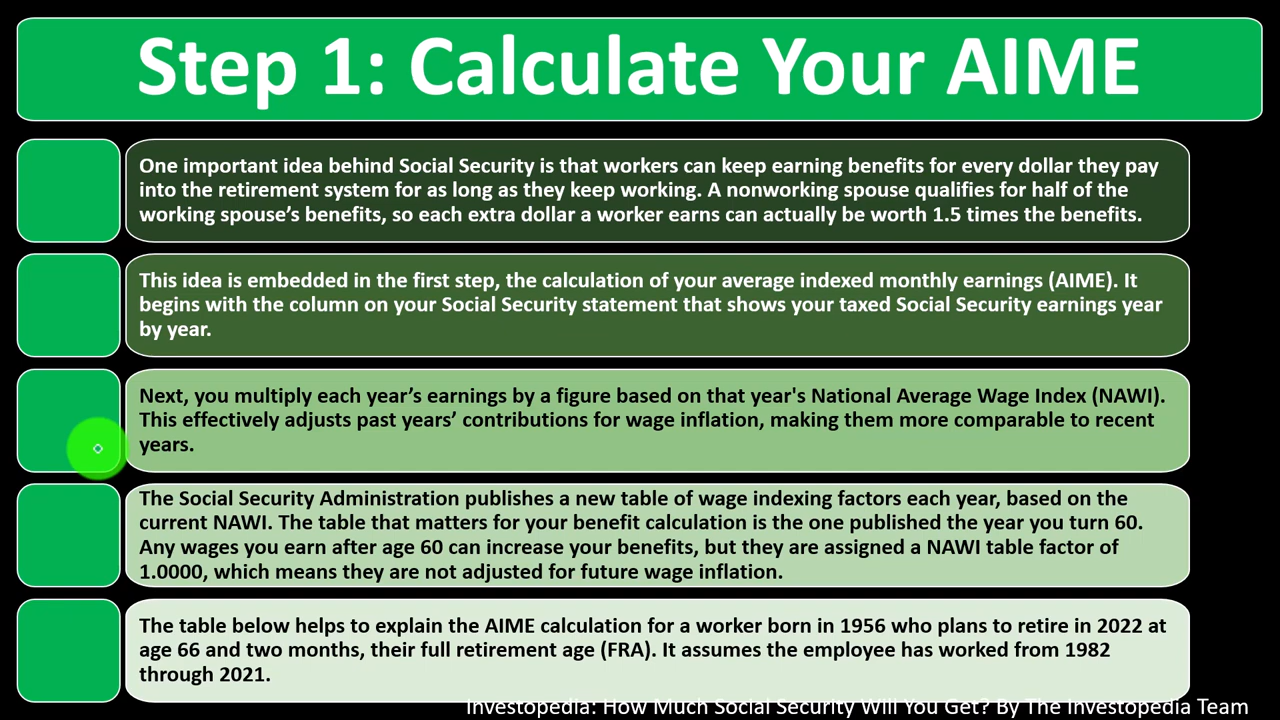 Step 1: Calculate Your AIME
One important idea behind Social Security is that workers can keep earning benefits for every dollar they pay
into the retirement system for as long as they keep working. A nonworking spouse qualifies for half of the
working spouse’s benefits, so each extra dollar a worker earns can actually be worth 1.5 times the benefits.
This idea is embedded in the first step, the calculation of your average indexed monthly earnings (AIME). It
begins with the column on your Social Security statement that shows your taxed Social Security earnings year
by year.
Next, you multiply each year’s earnings by a figure based on that year's National Average Wage Index (NAWI).
This effectively adjusts past years’ contributions for wage inflation, making them more comparable to recent
years.
The Social Security Administration publishes a new table of wage indexing factors each year, based on the
current NAWI. The table that matters for your benefit calculation is the one published the year you turn 60.
Any wages you earn after age 60 can increase your benefits, but they are assigned a NAWI table factor of
1.0000, which means they are not adjusted for future wage inflation.
The table below helps to explain the AIME calculation for a worker born in 1956 who plans to retire in 2022 at
age 66 and two months, their full retirement age (FRA). It assumes the employee has worked from 1982
through 2021.
Investopedia: How Much Social Security Will You Get? By The Investopedia Team